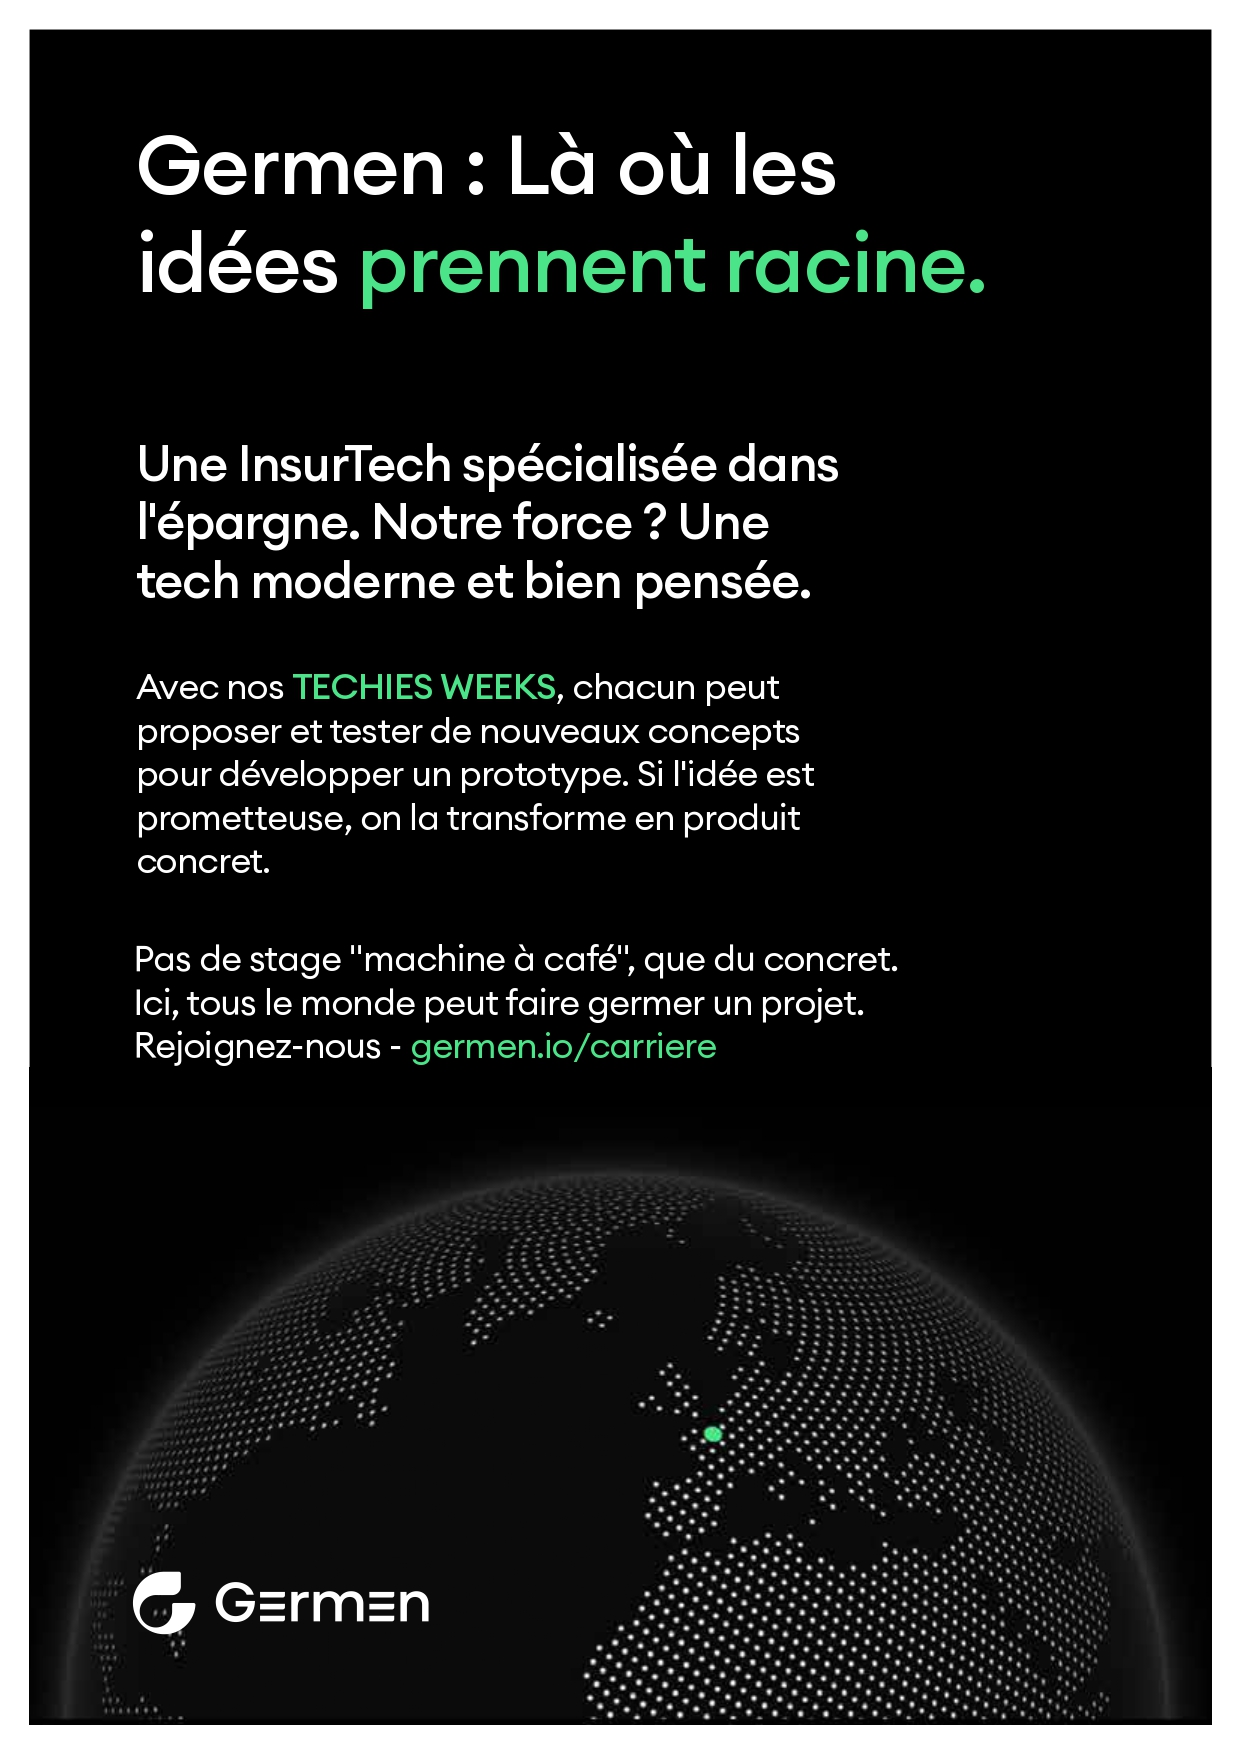 Germen : Là où les
idées prennent racine.
Une InsurTech spécialisée dans
l'épargne. Notre force ? Une
tech moderne et bien pensée.
Avec nos TECHIES WEEKS, chacun peut
proposer et tester de nouveaux concepts
pour développer un prototype. Si l'idée est
prometteuse, on la transforme en produit
concret.
Pas de stage "machine à café", que du concret.
Ici, tous le monde peut faire germer un projet.
Rejoignez-nous - germen.io/carriere
Germen